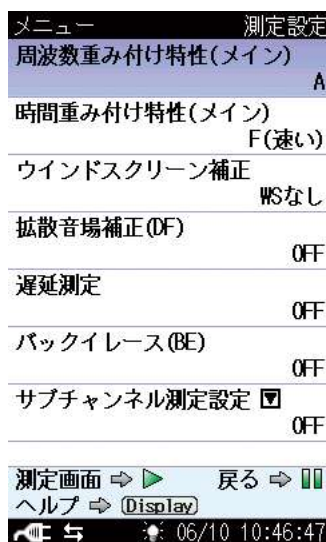 メニュー 測定設定
周波数重み付け特性(メイン)
A
時間重み付け特性(メイン)
F(速い)
ウインドスクリーン補正
WSなし
拡散音場補正(DF)
OFF
遅延測定
OFF
バックイレース(BE)
OFF
サブチャンネル測定設定
OFF
測定画面 ⇨ 戻る ⇨
ヘルプ ⇨ Display
06/10 10:46:47